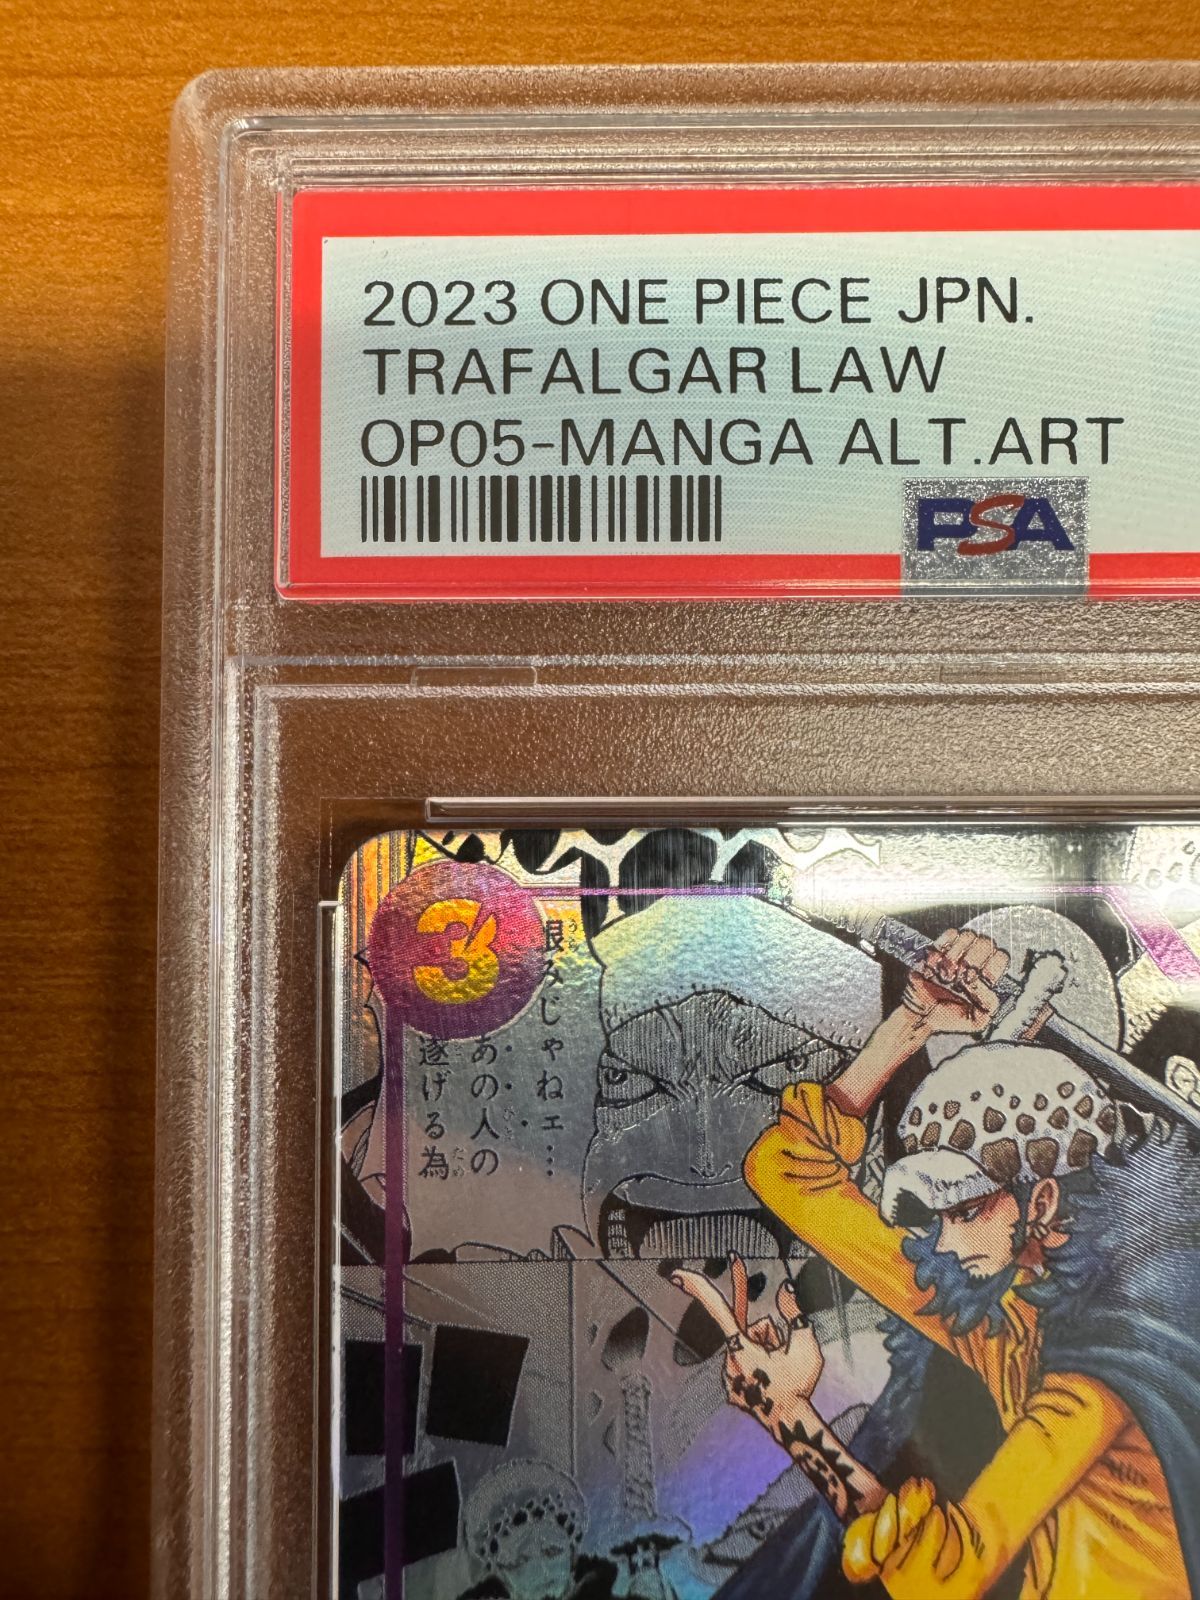 2023 ONE PIECE JPN.
TRAFALGAR LAW
OP05-MANGA ALT.ART
PSA
3
恨みじゃねェ…
あの人の
遂げる為